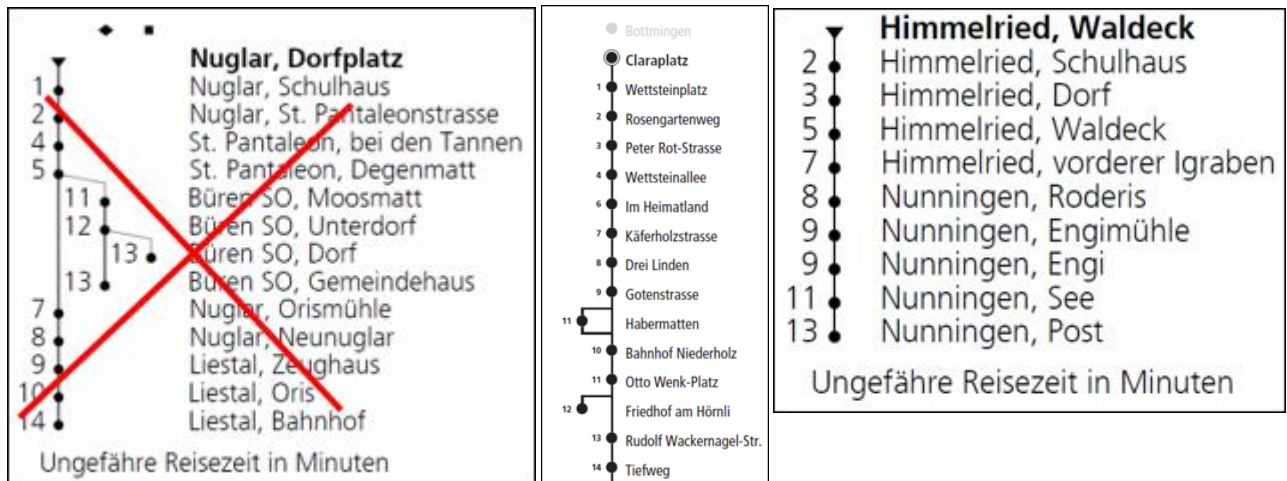 Nuglar, Dorfplatz
1 Nuglar, Schulhaus
2 Nuglar, St. Pantaleonstrasse
4 St. Pantaleon, bei den Tannen
5 St. Pantaleon, Degenmatt
11 Büren SO, Moosmatt
12 Büren SO, Unterdorf
13 Büren SO, Dorf
13 Büren SO, Gemeindehaus
7 Nuglar, Orismühle
8 Nuglar, Neunuglar
9 Liestal, Zeughaus
10 Liestal, Oris
14 Liestal, Bahnhof
Ungefähre Reisezeit in Minuten
Bottmingen
Claraplatz
1 Wettsteinplatz
2 Rosengartenweg
3 Peter Rot-Strasse
4 Wettsteinallee
6 Im Heimatland
7 Käferholzstrasse
8 Drei Linden
9 Gotenstrasse
11 Habermatten
10 Bahnhof Niederholz
11 Otto Wenk-Platz
12 Friedhof am Hörnli
13 Rudolf Wackernagel-Str.
14 Tiefweg
Himmelried, Waldeck
2 Himmelried, Schulhaus
3 Himmelried, Dorf
5 Himmelried, Waldeck
7 Himmelried, vorderer Igraben
8 Nunningen, Roderis
9 Nunningen, Engimühle
9 Nunningen, Engi
11 Nunningen, See
13 Nunningen, Post
Ungefähre Reisezeit in Minuten